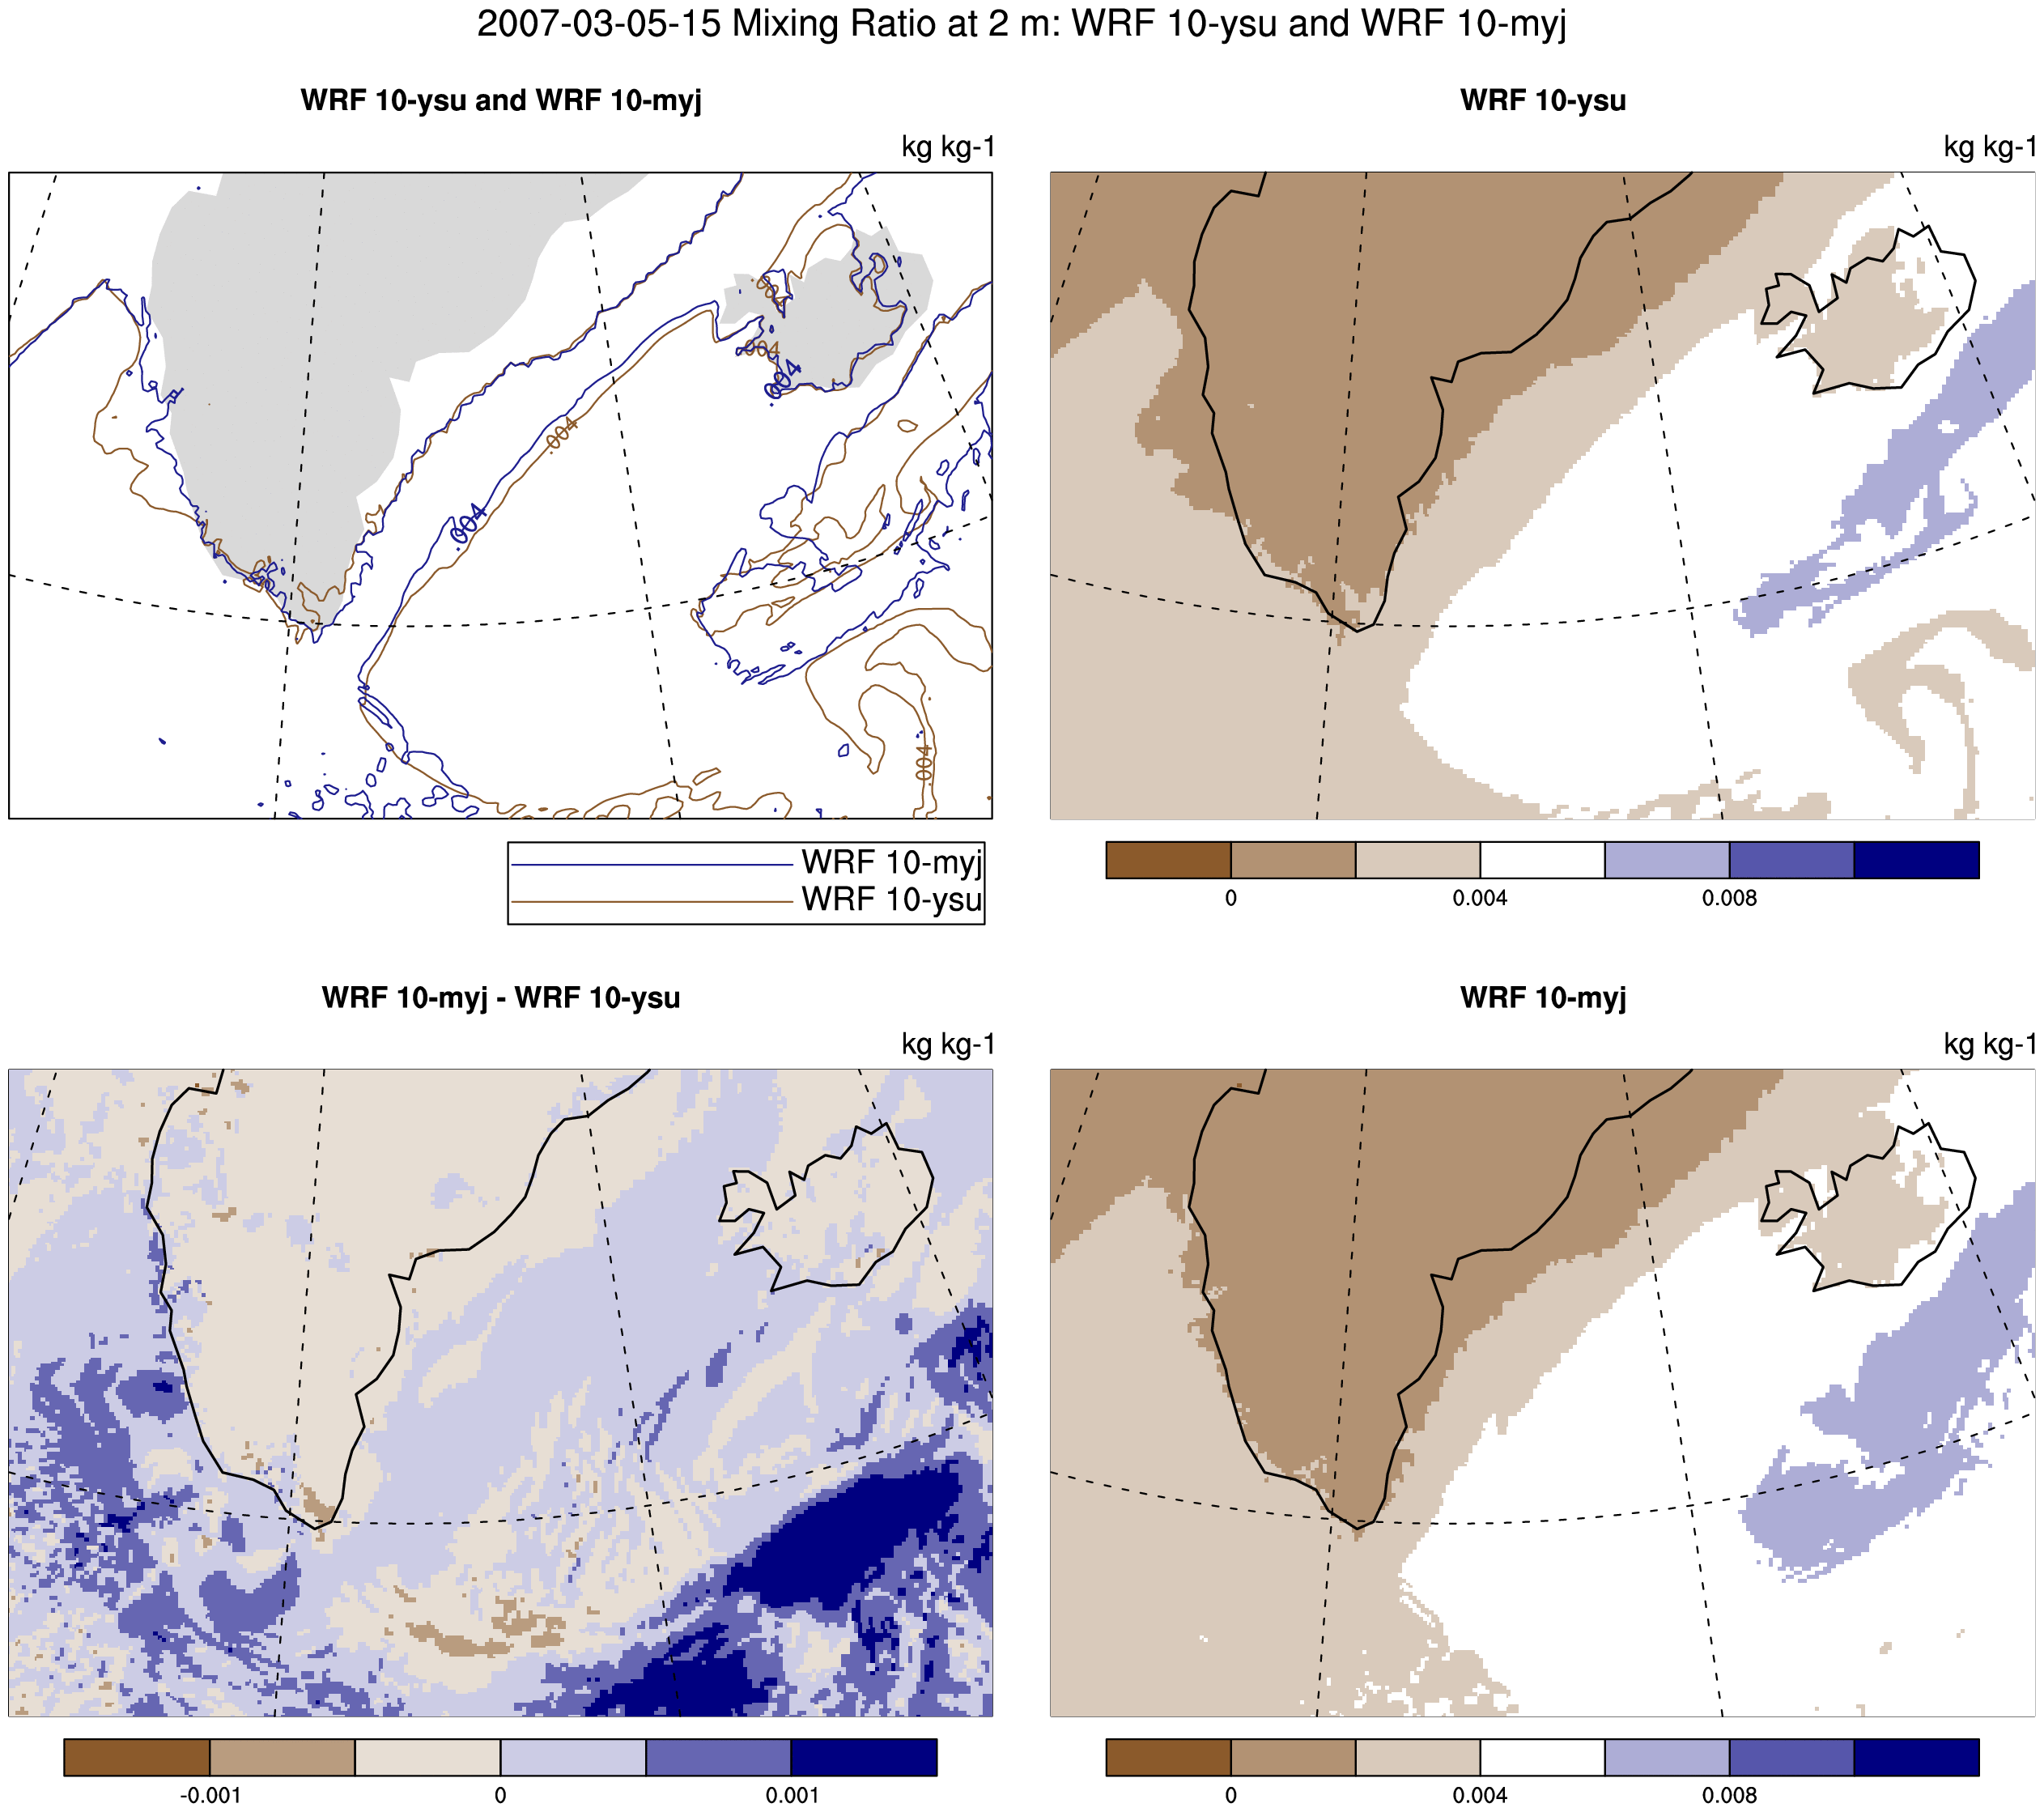 2007-03-05-15 Mixing Ratio at 2 m: WRF 10-ysu and WRF 10-myj
WRF 10-ysu and WRF 10-myj
kg kg-1
.004
.004
.004
.004
.004
WRF 10-myj
WRF 10-ysu
WRF 10-ysu
kg kg-1
0 0.004 0.008
WRF 10-myj - WRF 10-ysu
kg kg-1
-0.001 0 0.001
WRF 10-myj
kg kg-1
0 0.004 0.008